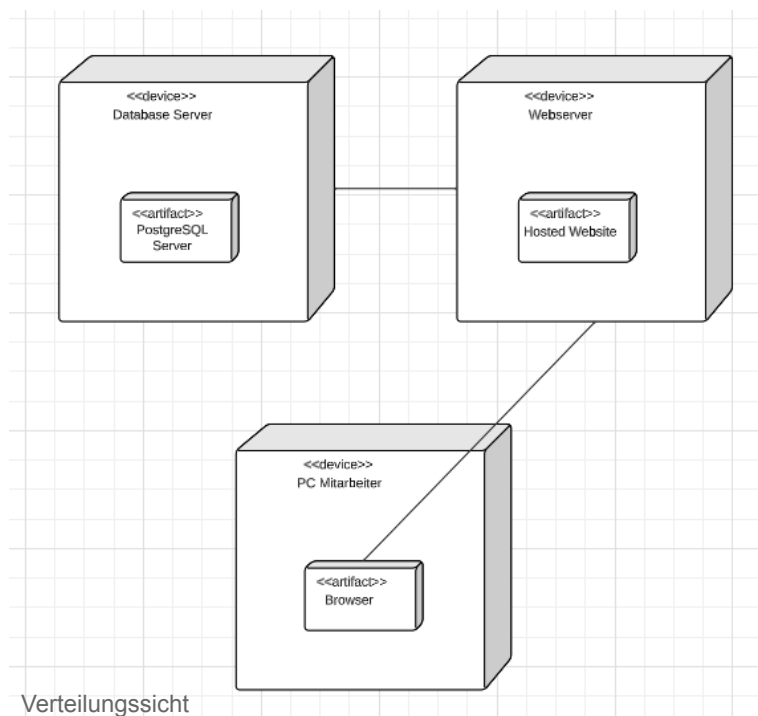 <<device>>
Database Server
<<artifact>>
PostgreSQL
Server
<<device>>
Webserver
<<artifact>>
Hosted Website
<<device>>
PC Mitarbeiter
<<artifact>>
Browser
Verteilungssicht